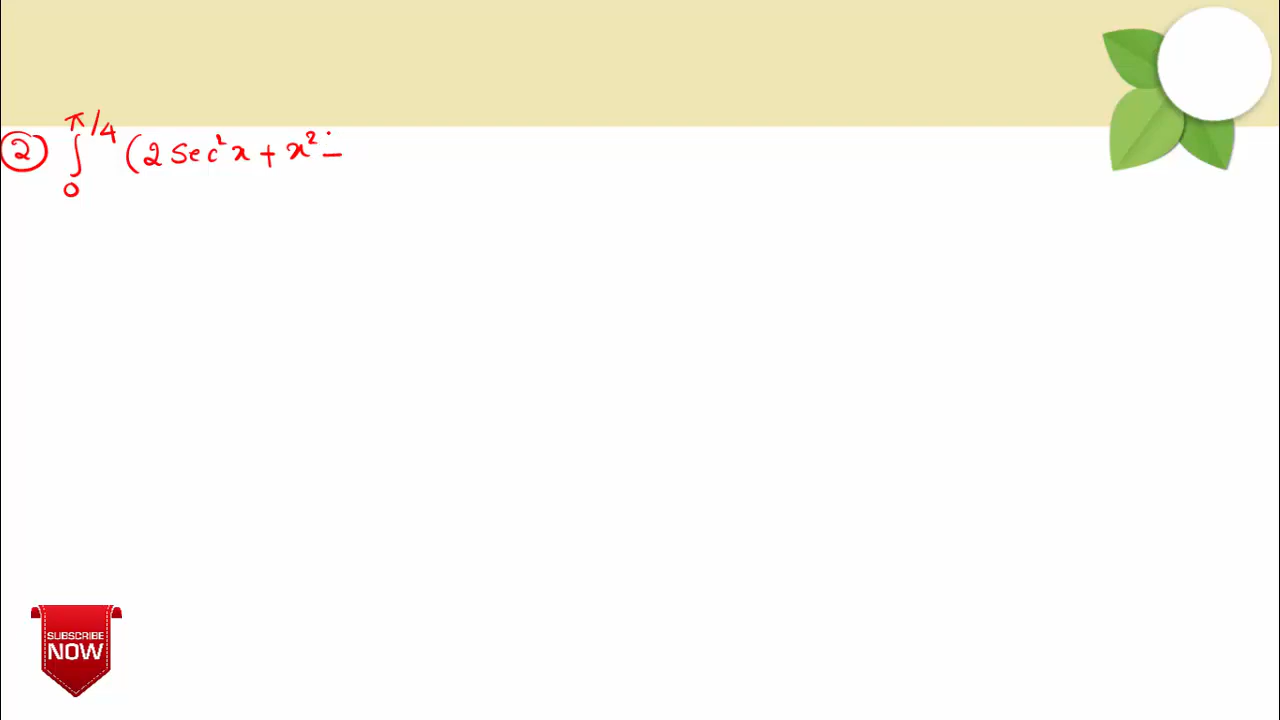 ② ∫₀^π/4 (2 Sec²x + x² –
SUBSCRIBE
NOW